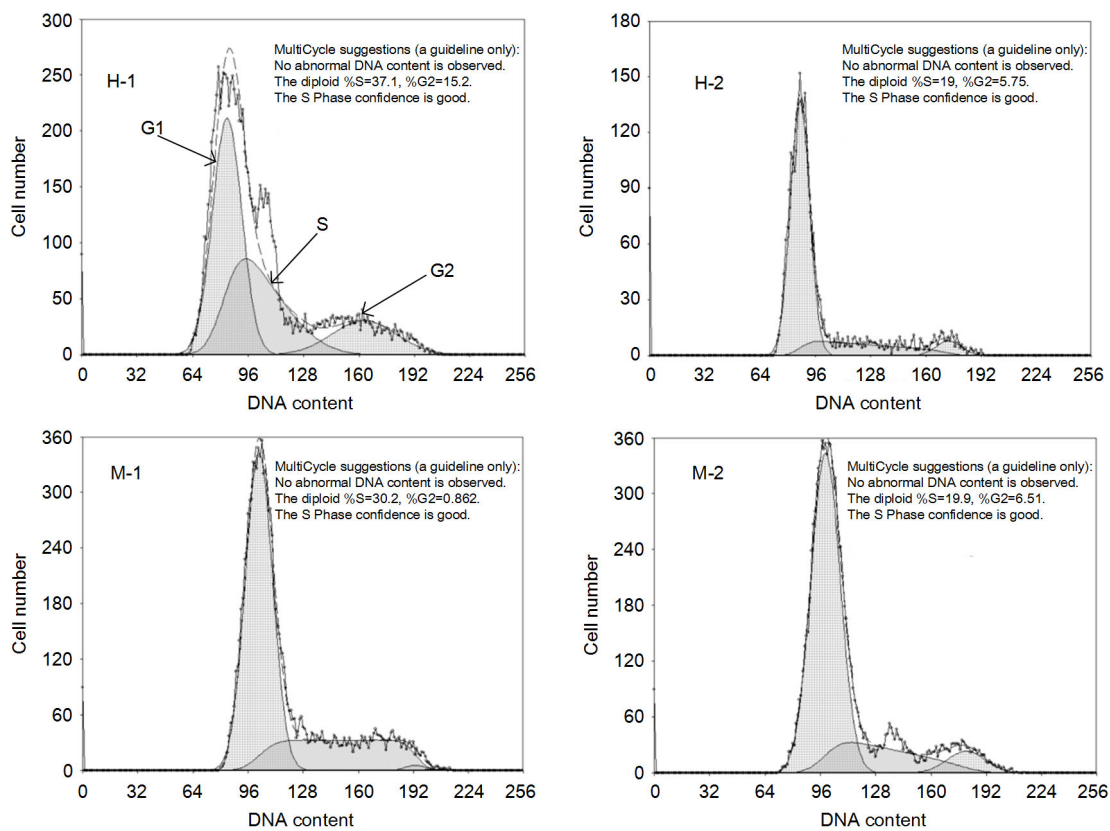 H-1
MultiCycle suggestions (a guideline only):
No abnormal DNA content is observed.
The diploid %S=37.1, %G2=15.2.
The S Phase confidence is good.
G1
S
G2
Cell number
300
250
200
150
100
50
0
0 32 64 96 128 160 192 224 256
DNA content
H-2
MultiCycle suggestions (a guideline only):
No abnormal DNA content is observed.
The diploid %S=19, %G2=5.75.
The S Phase confidence is good.
Cell number
180
150
120
90
60
30
0
0 32 64 96 128 160 192 224 256
DNA content
M-1
MultiCycle suggestions (a guideline only):
No abnormal DNA content is observed.
The diploid %S=30.2, %G2=0.862.
The S Phase confidence is good.
Cell number
360
300
240
180
120
60
0
0 32 64 96 128 160 192 224 256
DNA content
M-2
MultiCycle suggestions (a guideline only):
No abnormal DNA content is observed.
The diploid %S=19.9, %G2=6.51.
The S Phase confidence is good.
Cell number
360
300
240
180
120
60
0
0 32 64 96 128 160 192 224 256
DNA content